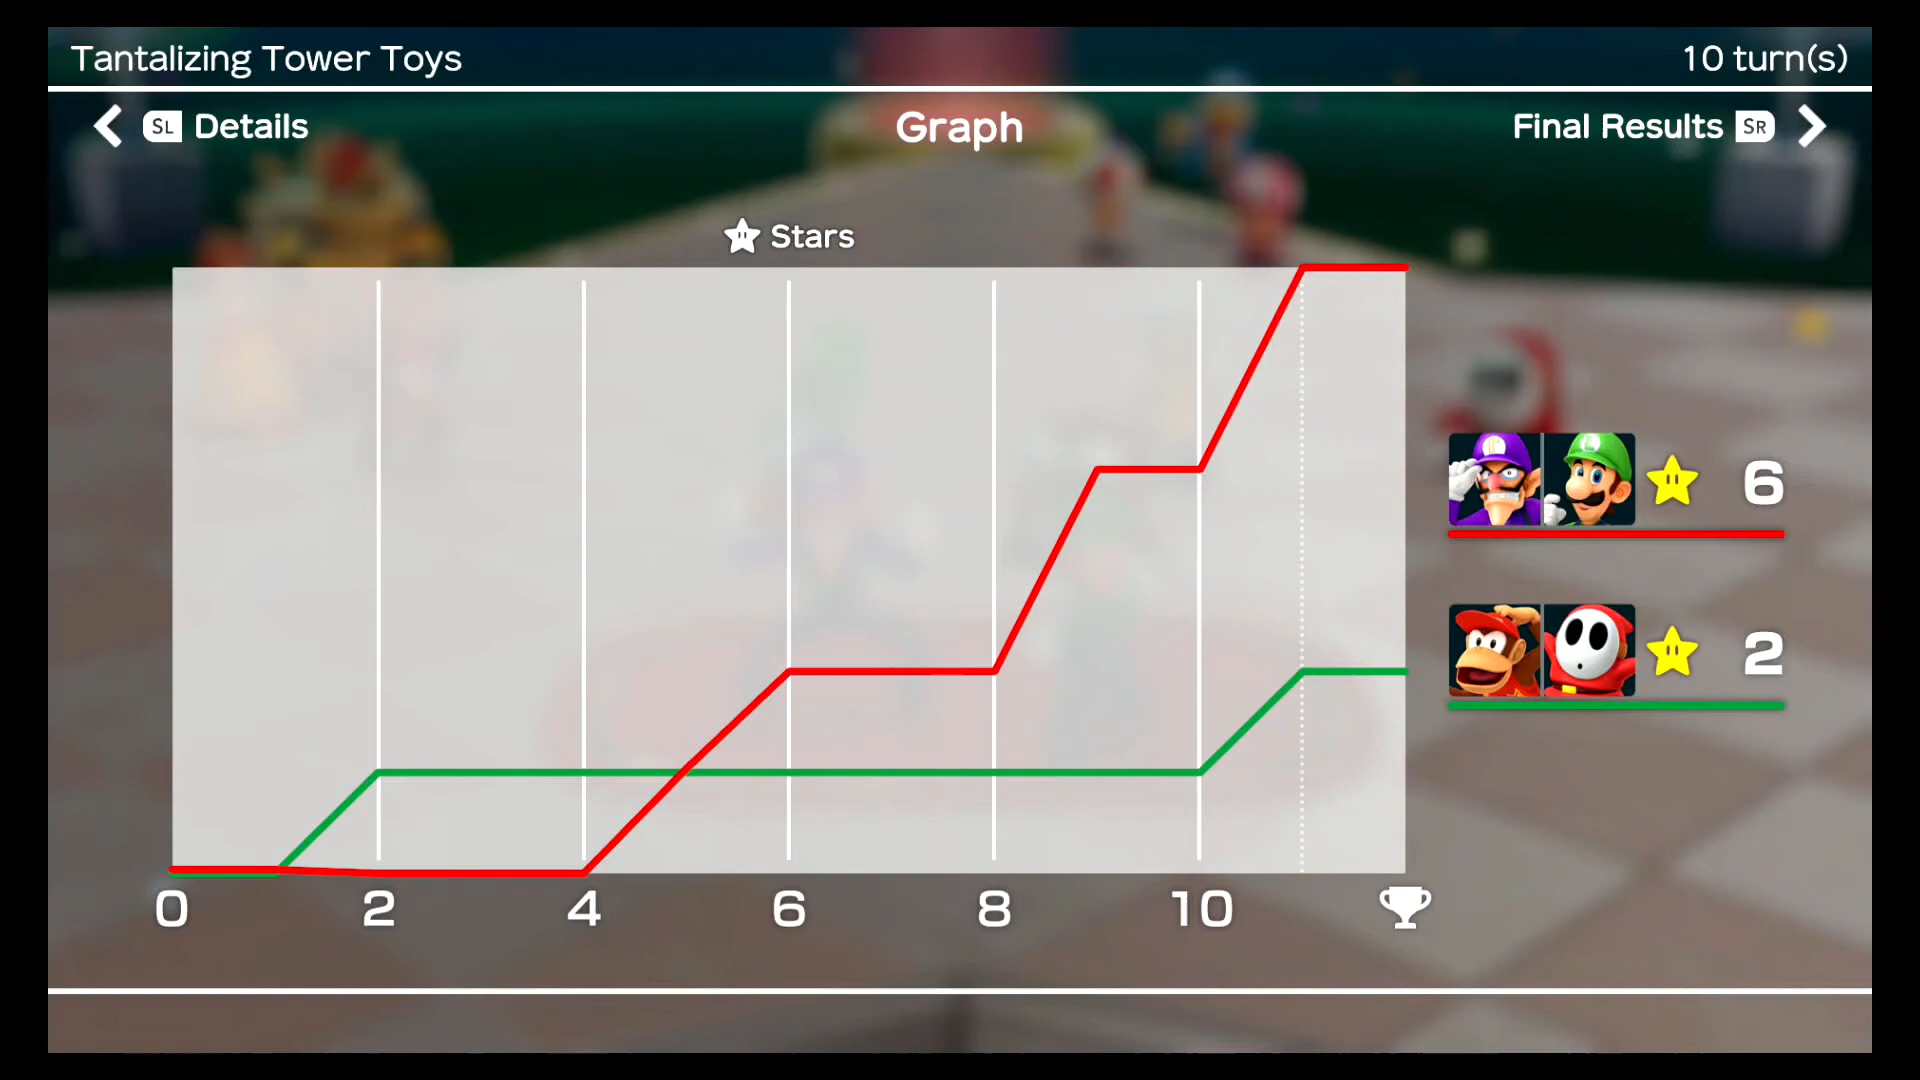 Tantalizing Tower Toys 10 turn(s)
SL Details Graph Final Results SR
Stars
6
2
0 2 4 6 8 10